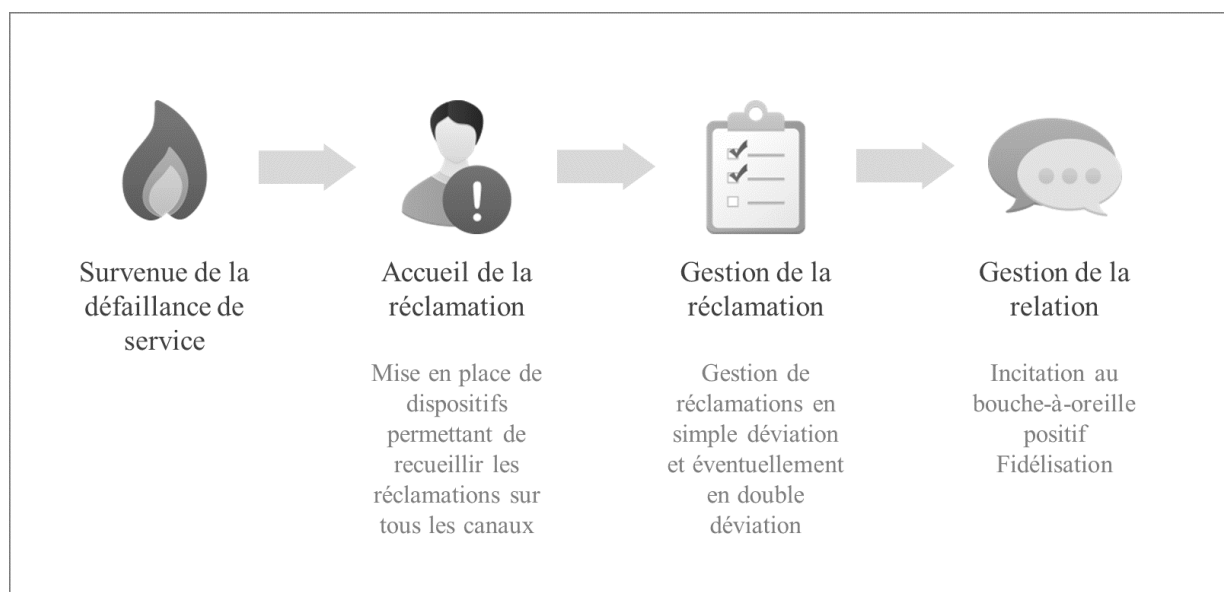 Survenue de la
défaillance de
service
Accueil de la
réclamation
Mise en place de
dispositifs
permettant de
recueillir les
réclamations sur
tous les canaux
Gestion de la
réclamation
Gestion de
réclamations en
simple déviation
et éventuellement
en double
déviation
Gestion de la
relation
Incitation au
bouche-à-oreille
positif
Fidélisation